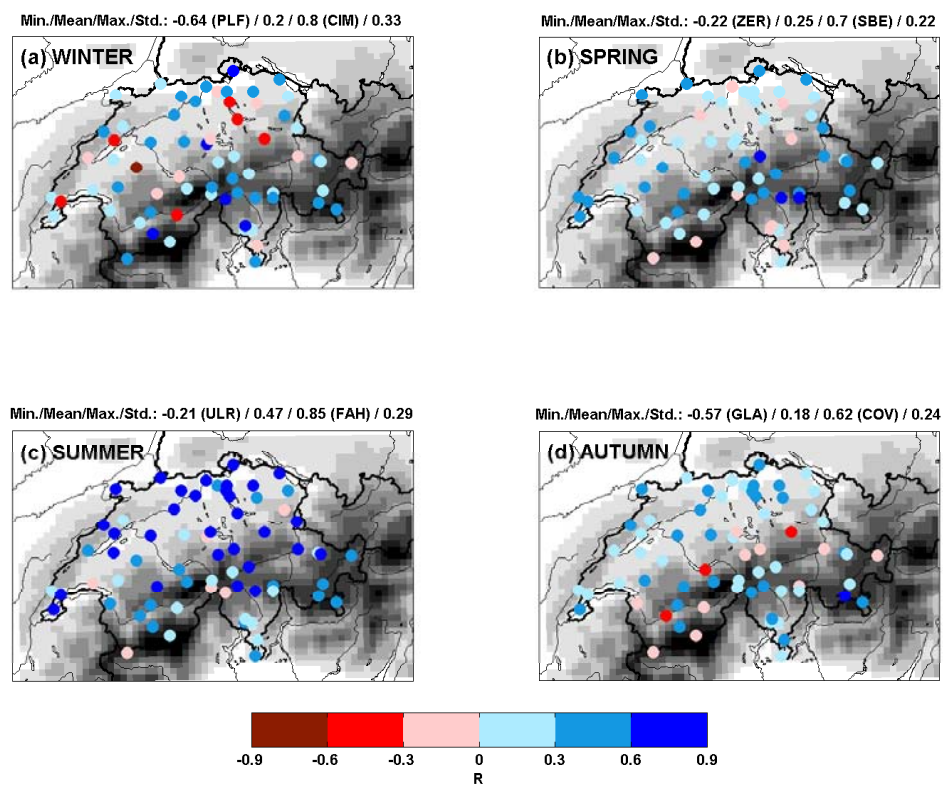 Min./Mean/Max./Std.: -0.64 (PLF) / 0.2 / 0.8 (CIM) / 0.33
Min./Mean/Max./Std.: -0.22 (ZER) / 0.25 / 0.7 (SBE) / 0.22
(a) WINTER
(b) SPRING
Min./Mean/Max./Std.: -0.21 (ULR) / 0.47 / 0.85 (FAH) / 0.29
Min./Mean/Max./Std.: -0.57 (GLA) / 0.18 / 0.62 (COV) / 0.24
(c) SUMMER
(d) AUTUMN
-0.9 -0.6 -0.3 0 0.3 0.6 0.9
R